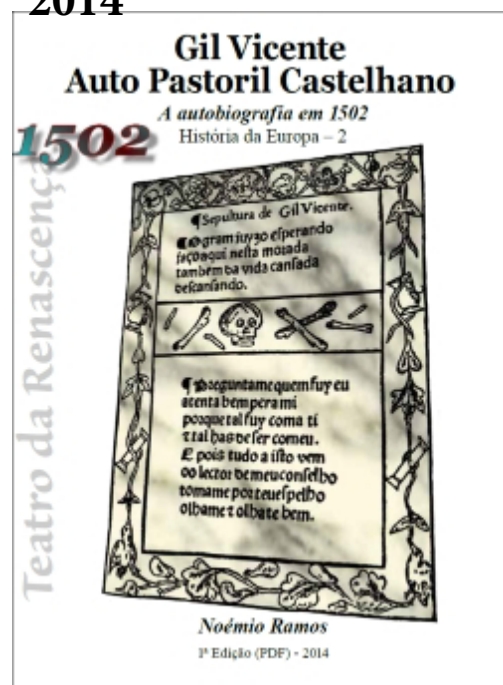 2014
Gil Vicente
Auto Pastoril Castelhano
A autobiografia em 1502
História da Europa – 2
1502
Teatro da Renascença
¶Sepultura de Gil Vicente.
¶O gram juyzo esperando
jaço aqui nesta morada
tambem da vida cansada
descansando.
¶Preguntame quem fuy eu
atenta bem pera mi
porque tal fuy coma ti
τ tal has de ser comeu.
E pois tudo a isto vem
oo lector de meu conselho
tomame por teu espelho
olhame τ olhate bem.
Noémio Ramos
1ª Edição (PDF) - 2014